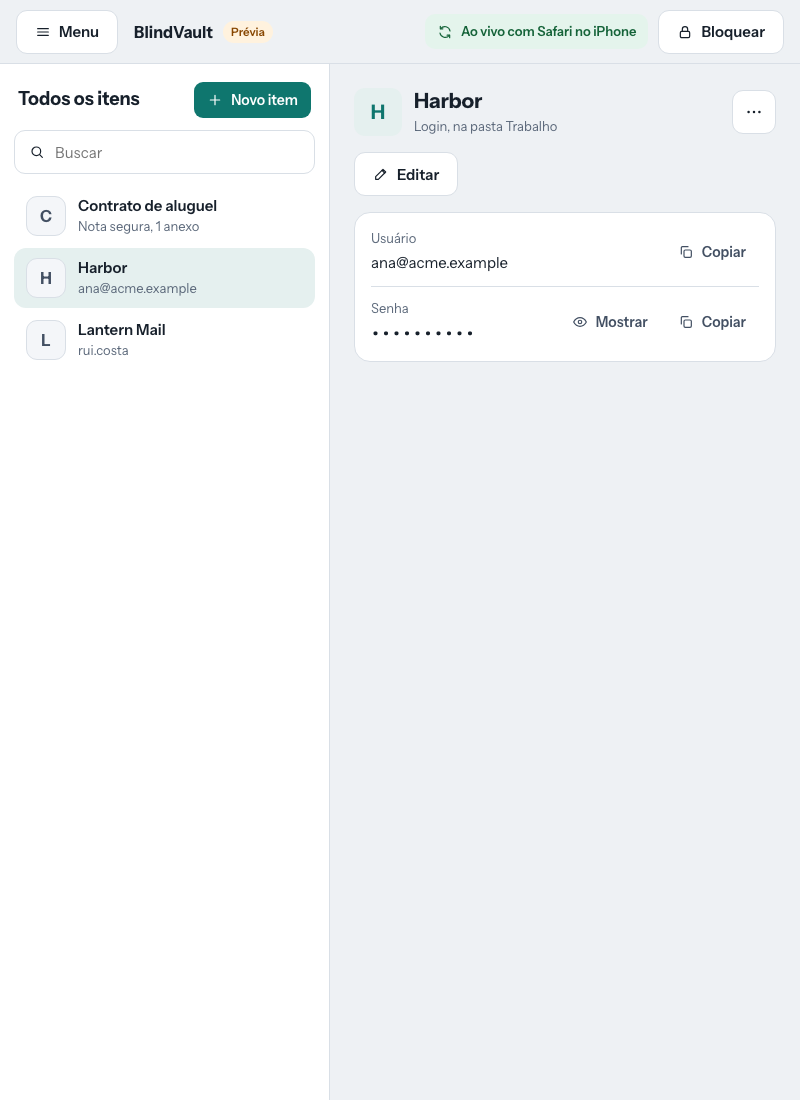 Menu
BlindVault
Prévia
Ao vivo com Safari no iPhone
Bloquear
Todos os itens
Novo item
Buscar
C
Contrato de aluguel
Nota segura, 1 anexo
H
Harbor
ana@acme.example
L
Lantern Mail
rui.costa
H
Harbor
Login, na pasta Trabalho
Editar
Usuário
ana@acme.example
Copiar
Senha
••••••••••
Mostrar
Copiar